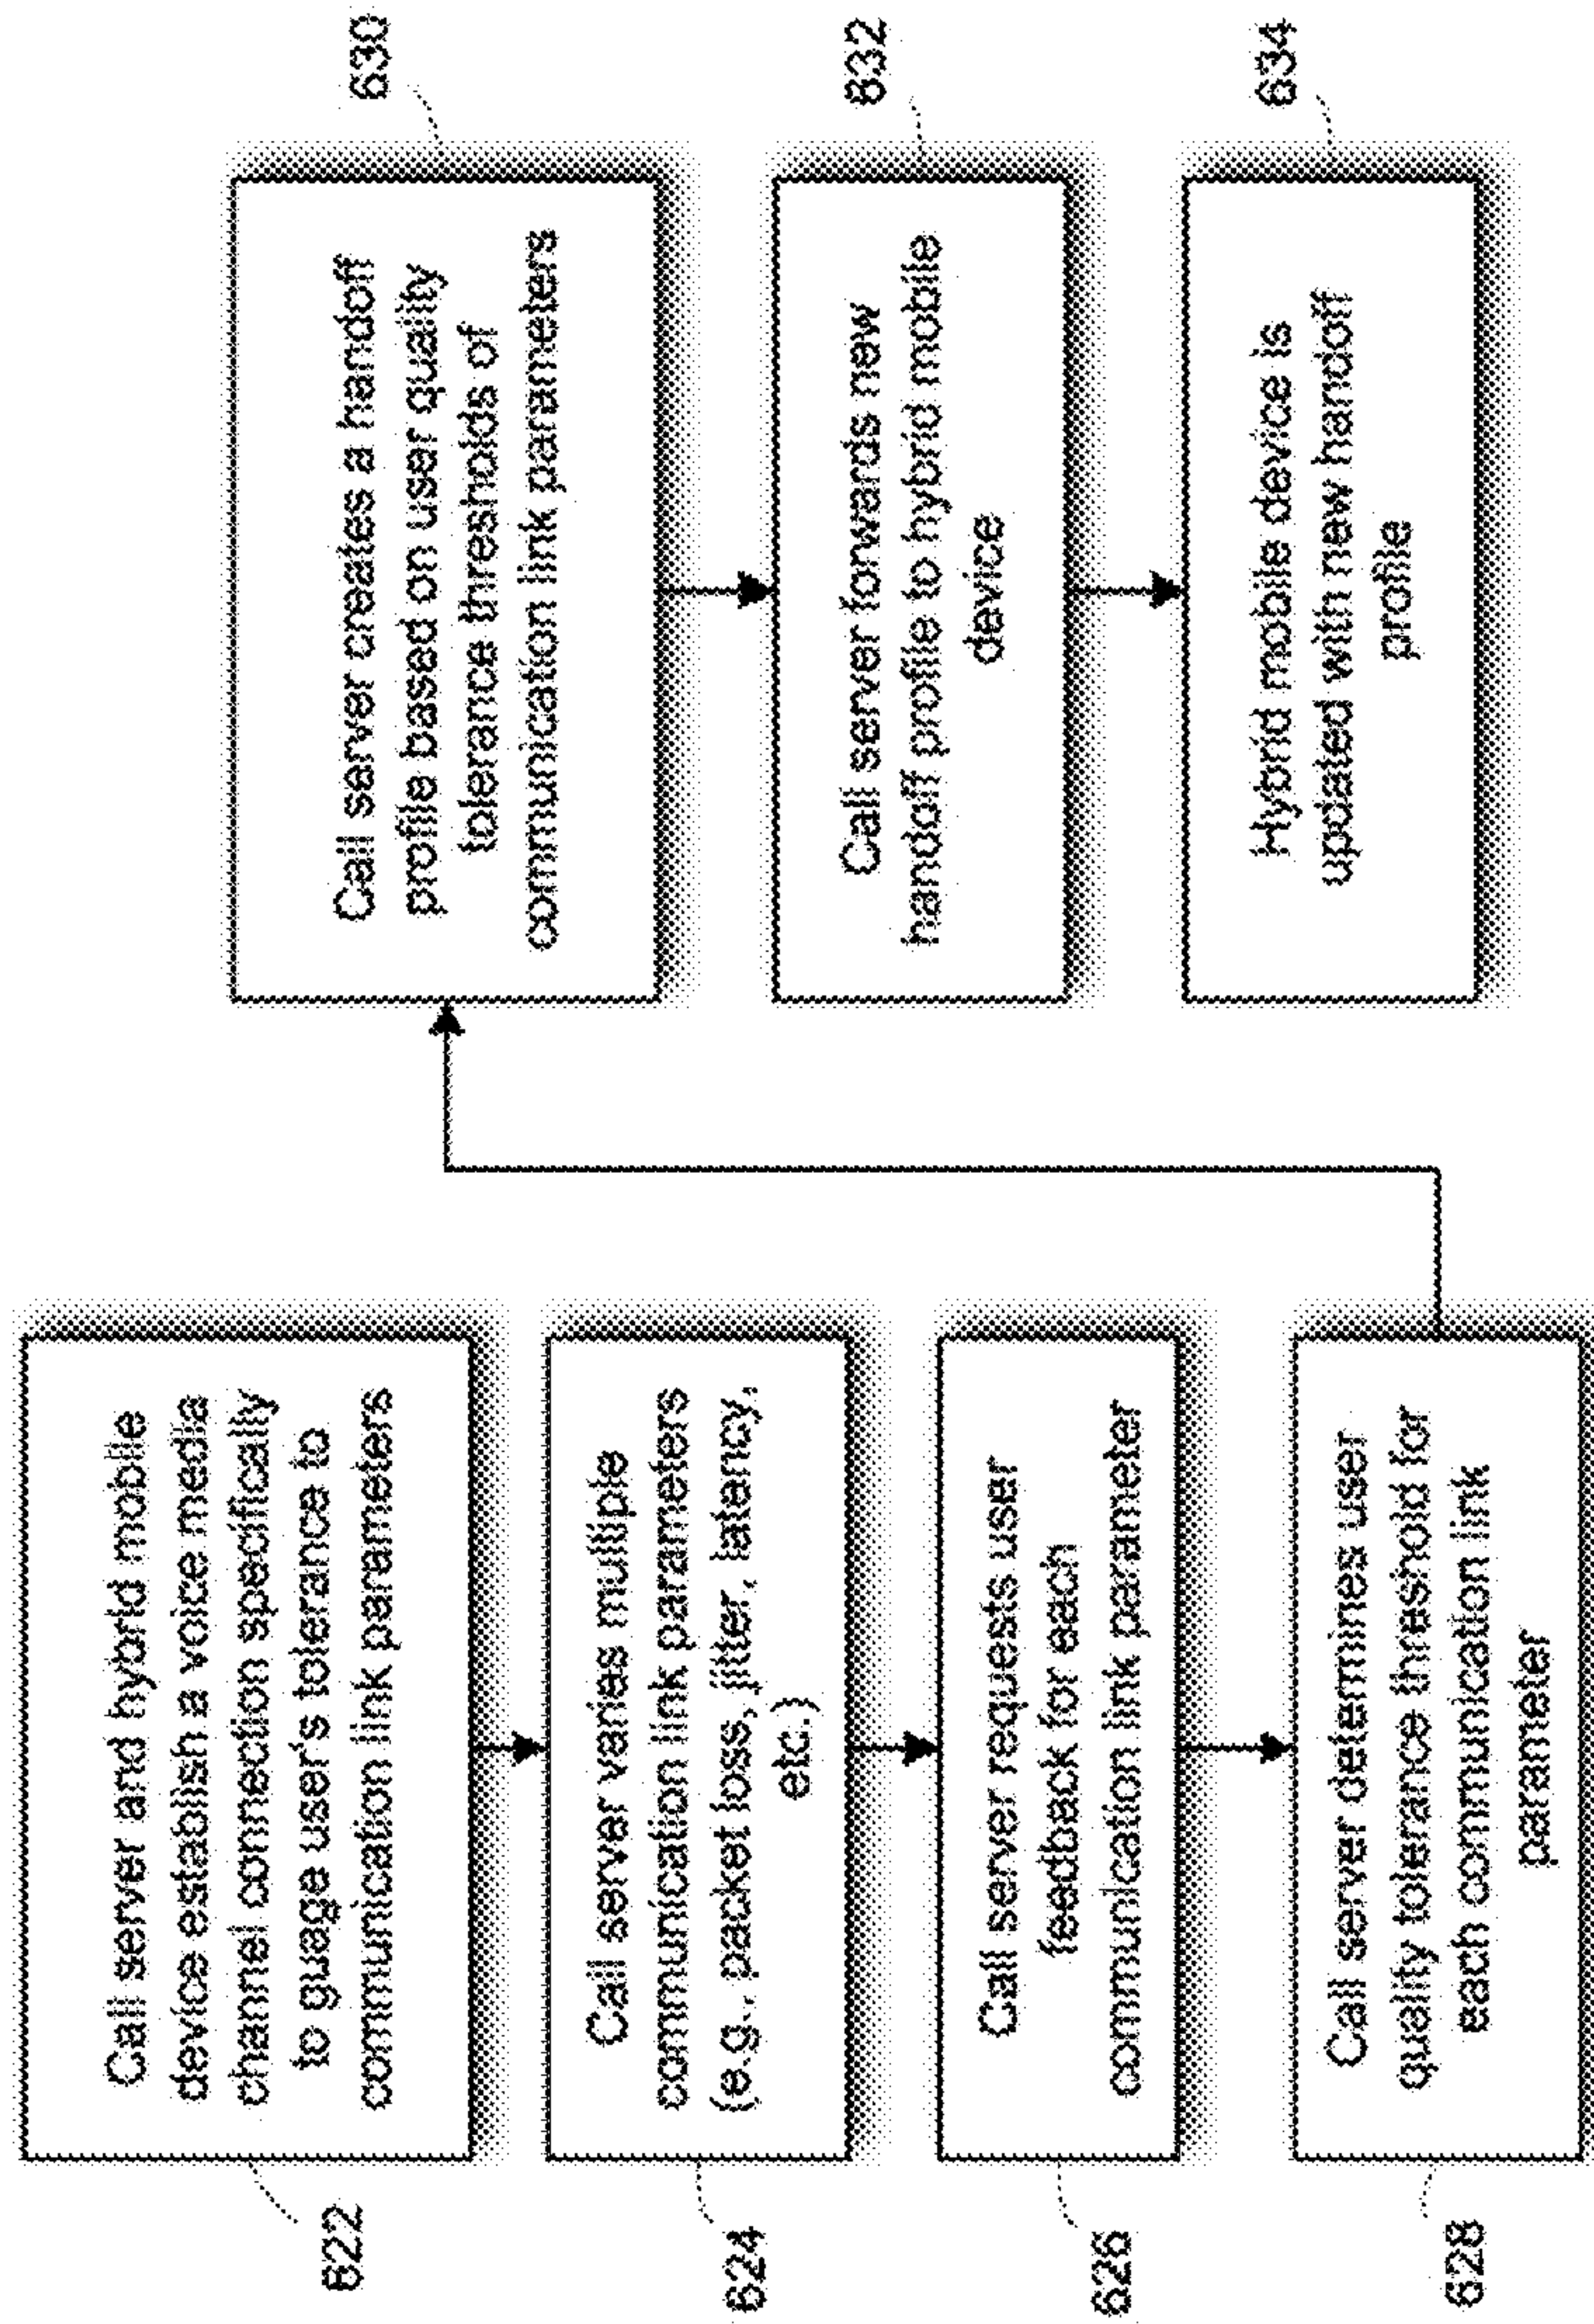 Call server and hybrid mobile
device establish a voice media
channel connection specifically
to guage user's tolerance to
communication link parameters
622
Call server varies multiple
communication link parameters
(e.g., packet loss, jitter, latency,
etc.)
624
Call server requests user
feedback for each
communication link parameter
626
Call server determines user
quality tolerance threshold for
each communication link
parameter
628
Call server creates a handoff
profile based on user quality
tolerance thresholds of
communication link parameters
630
Call server forwards new
handoff profile to hybrid mobile
device
632
Hybrid mobile device is
updated with new handoff
profile
634